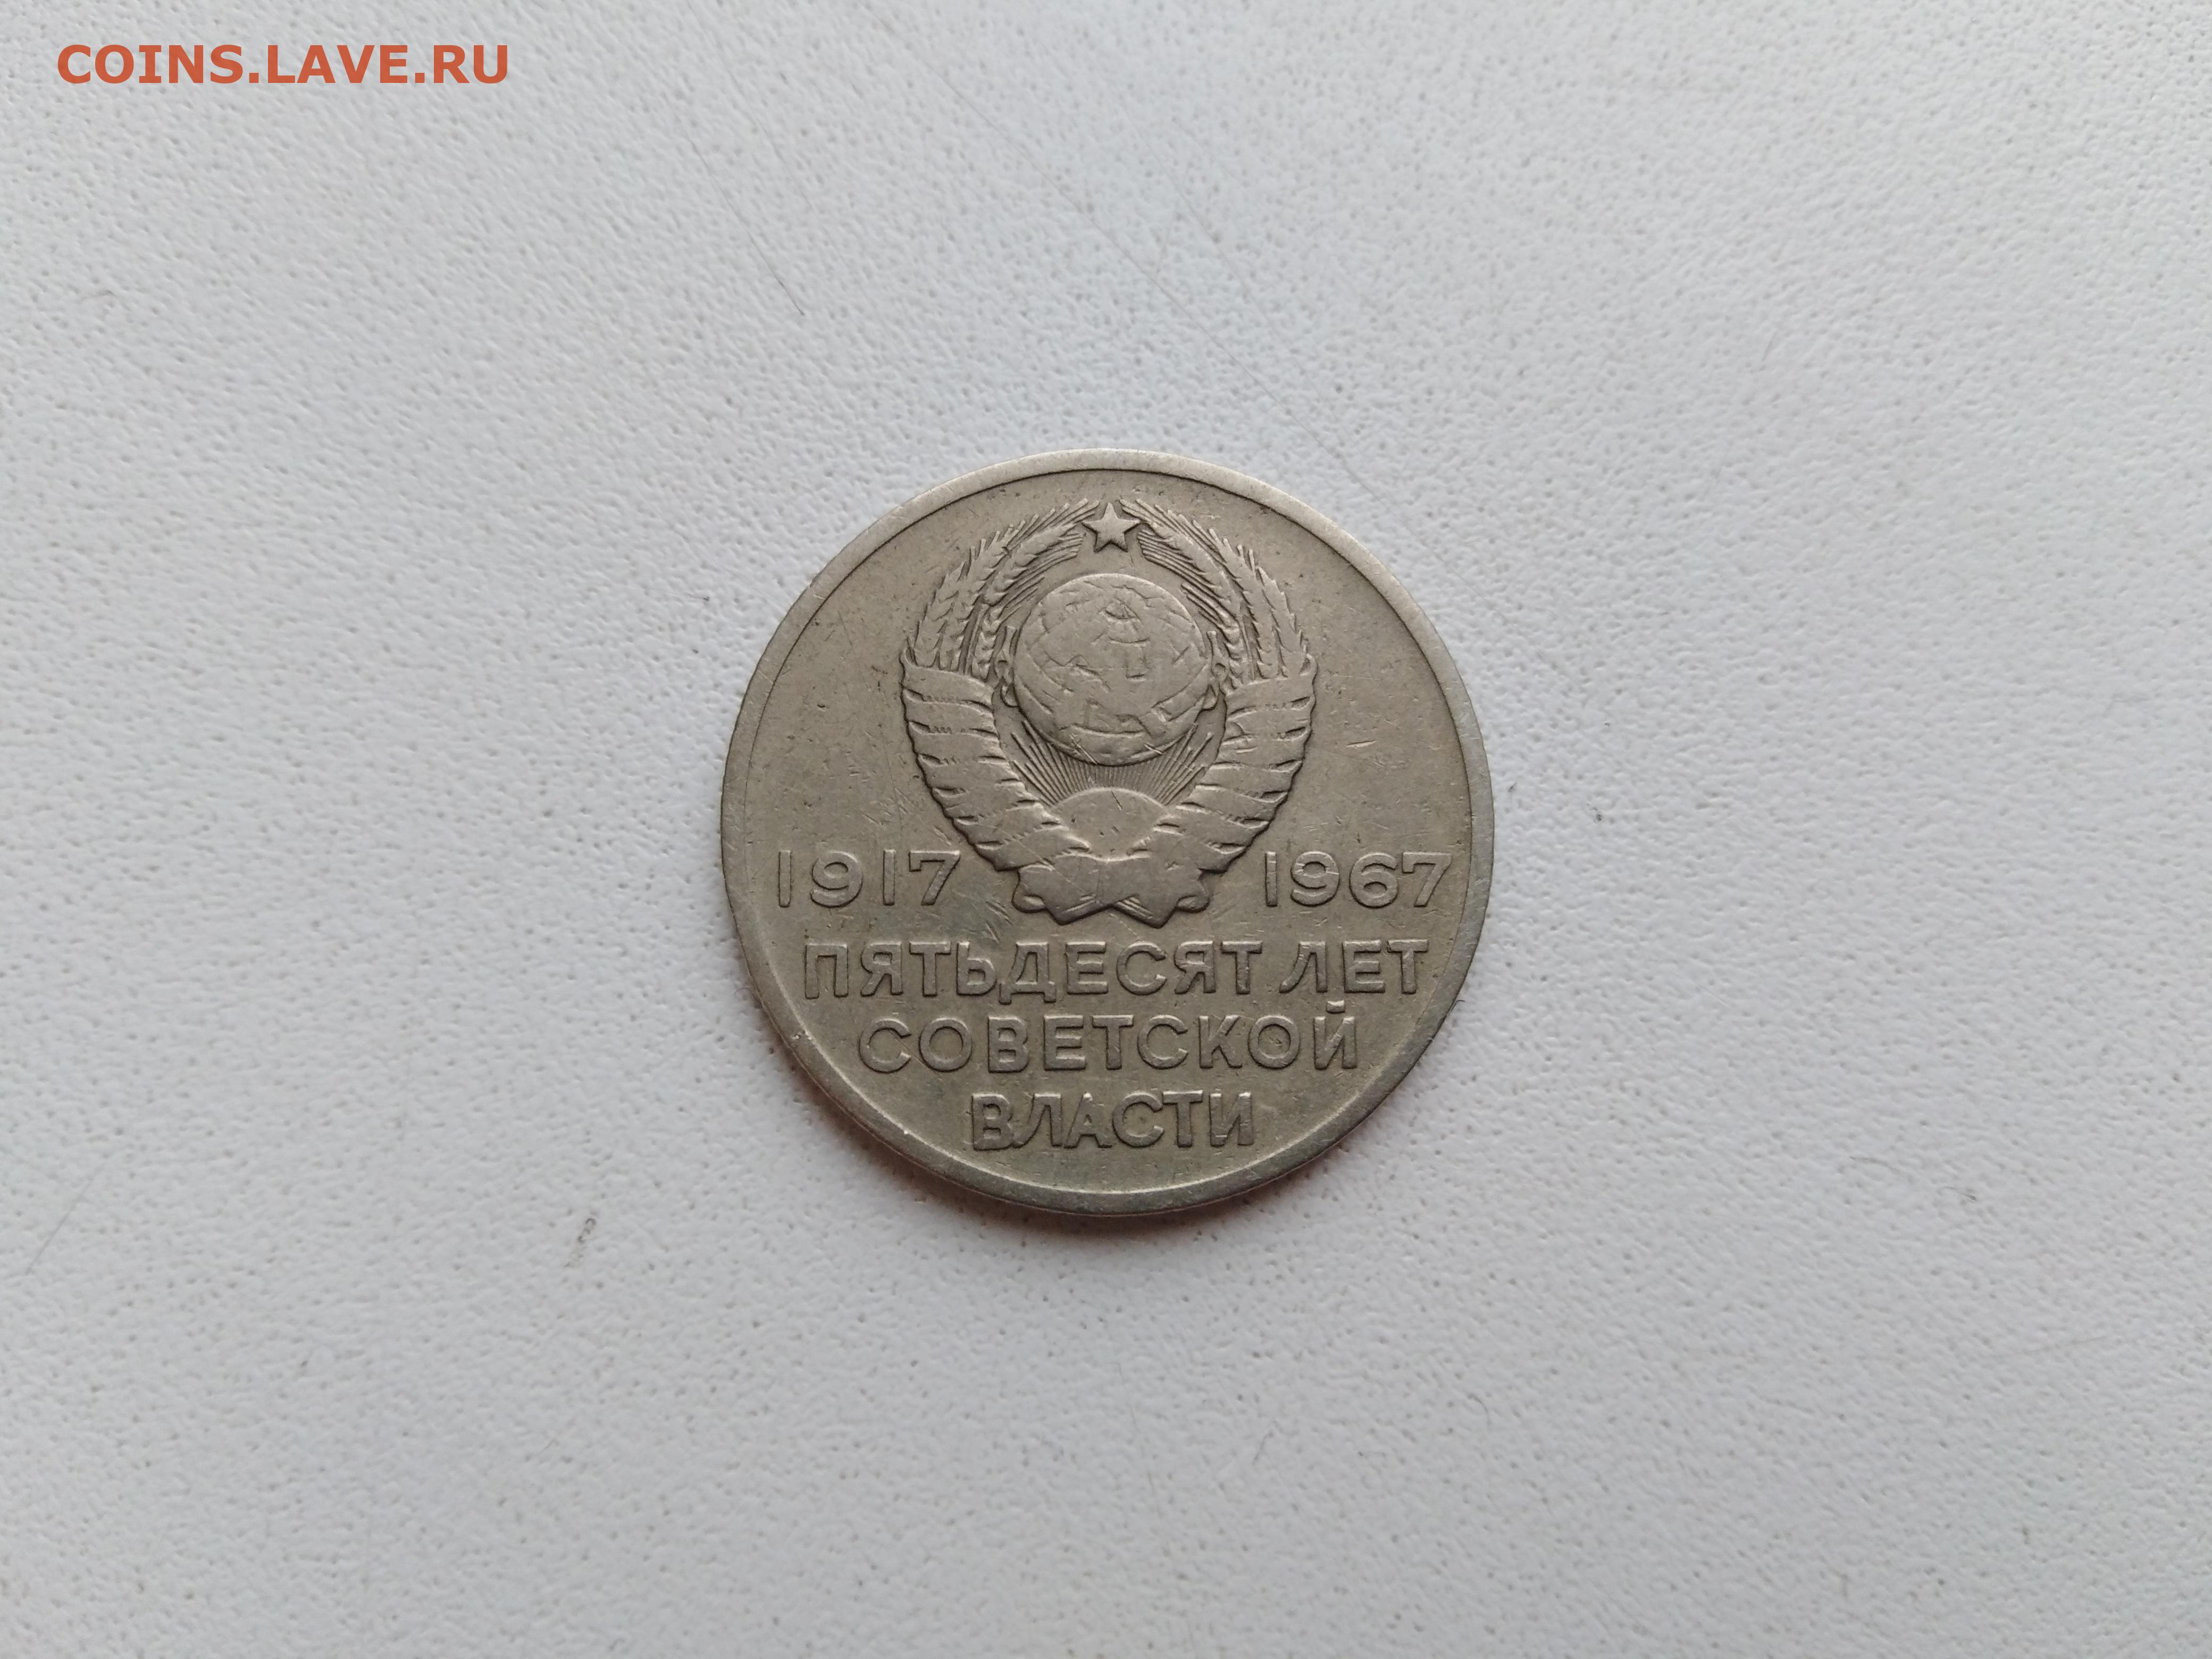 COINS.LAVE.RU
1917 1967
ПЯТЬДЕСЯТ ЛЕТ
СОВЕТСКОЙ
ВЛАСТИ